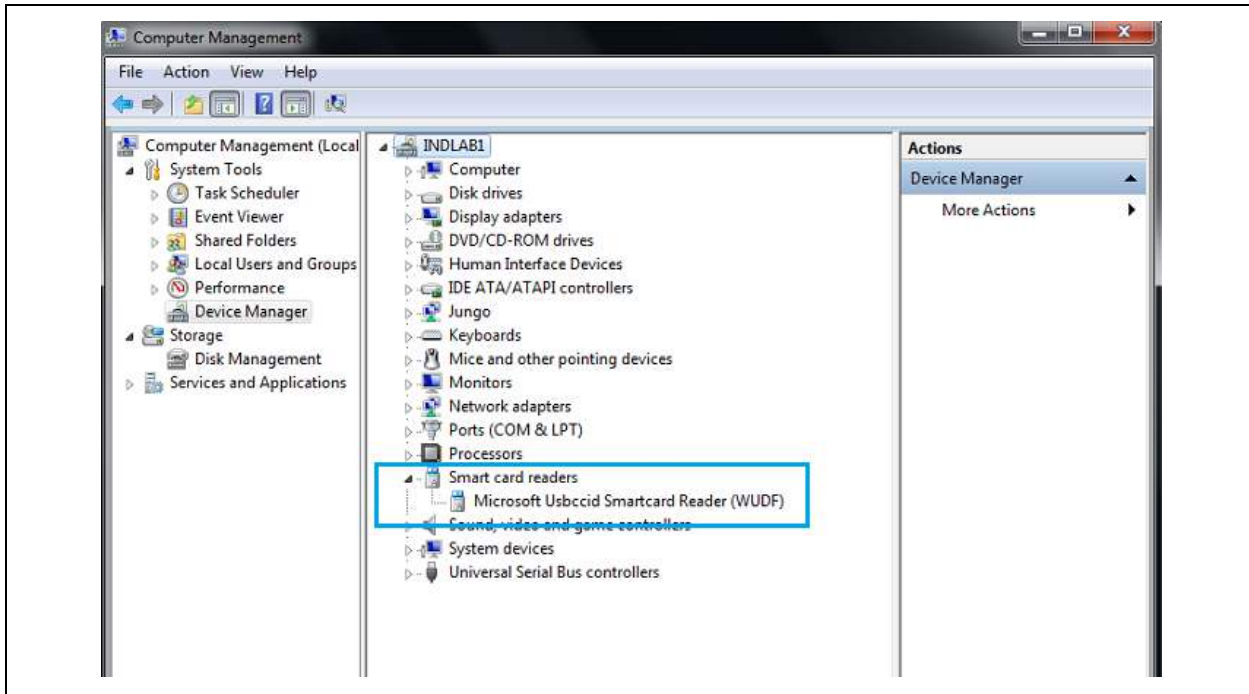 Computer Management
File Action View Help
Computer Management (Local
System Tools
Task Scheduler
Event Viewer
Shared Folders
Local Users and Groups
Performance
Device Manager
Storage
Disk Management
Services and Applications
INDLAB1
Computer
Disk drives
Display adapters
DVD/CD-ROM drives
Human Interface Devices
IDE ATA/ATAPI controllers
Jungo
Keyboards
Mice and other pointing devices
Monitors
Network adapters
Ports (COM & LPT)
Processors
Smart card readers
Microsoft Usbccid Smartcard Reader (WUDF)
Sound, video and game controllers
System devices
Universal Serial Bus controllers
Actions
Device Manager
More Actions